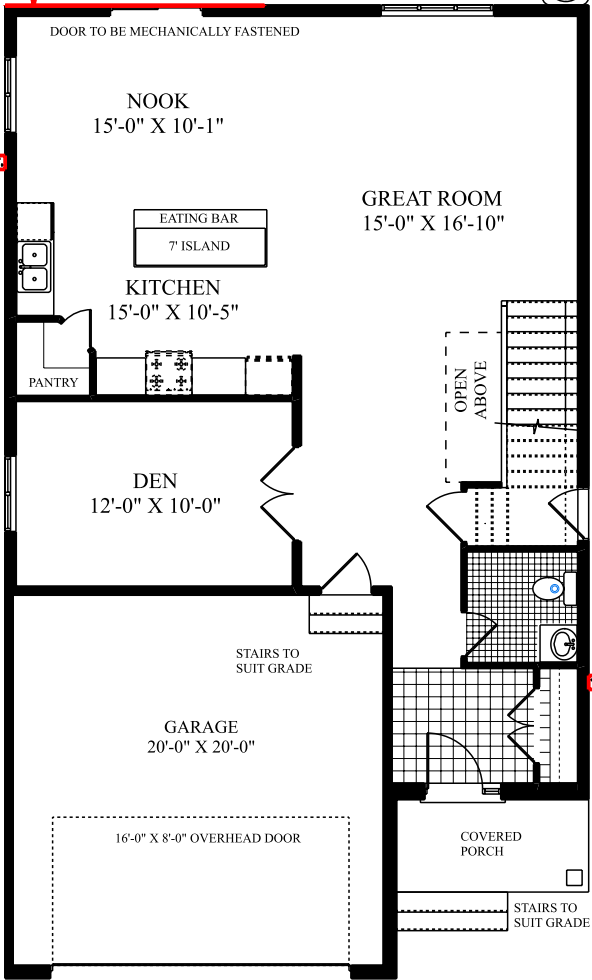 DOOR TO BE MECHANICALLY FASTENED
NOOK
15'-0" X 10'-1"
GREAT ROOM
15'-0" X 16'-10"
EATING BAR
7' ISLAND
KITCHEN
15'-0" X 10'-5"
PANTRY
OPEN
ABOVE
DEN
12'-0" X 10'-0"
STAIRS TO
SUIT GRADE
GARAGE
20'-0" X 20'-0"
16'-0" X 8'-0" OVERHEAD DOOR
COVERED
PORCH
STAIRS TO
SUIT GRADE